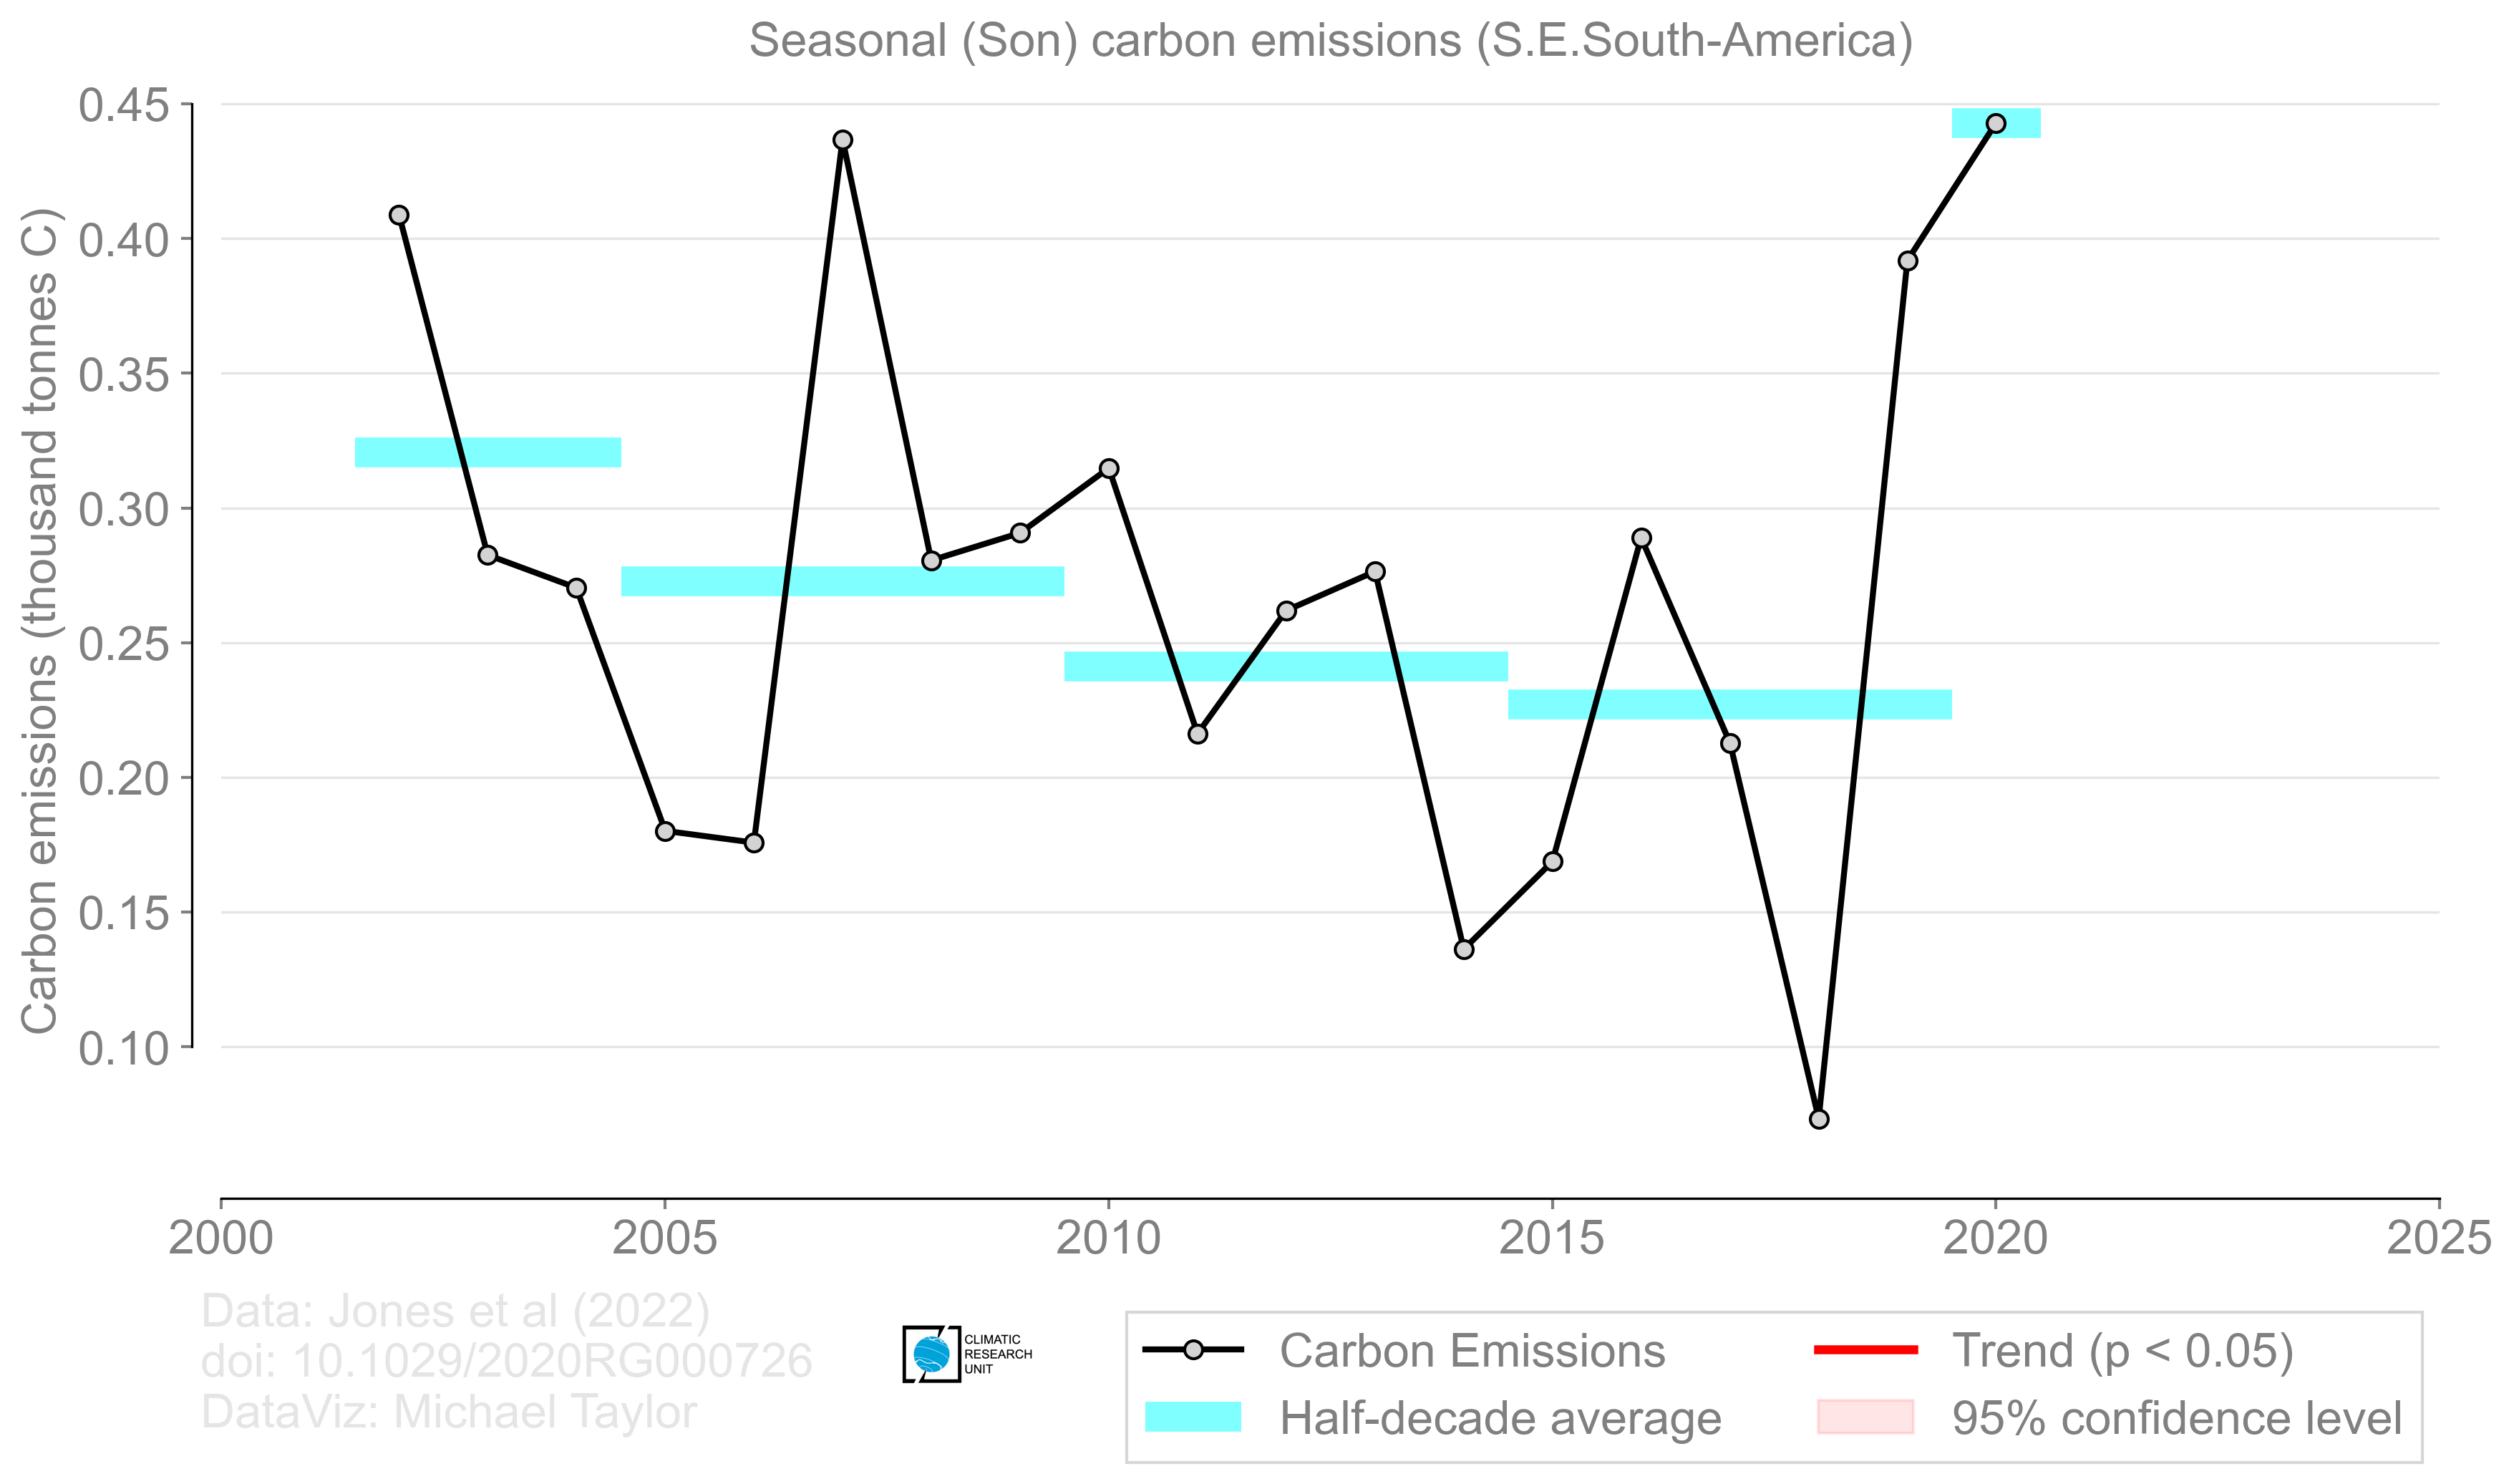 Seasonal (Son) carbon emissions (S.E.South-America)
Carbon emissions (thousand tonnes C)
0.45
0.40
0.35
0.30
0.25
0.20
0.15
0.10
2000 2005 2010 2015 2020 2025
Data: Jones et al (2022)
doi: 10.1029/2020RG000726
DataViz: Michael Taylor
CLIMATIC
RESEARCH
UNIT
Carbon Emissions
Half-decade average
Trend (p < 0.05)
95% confidence level